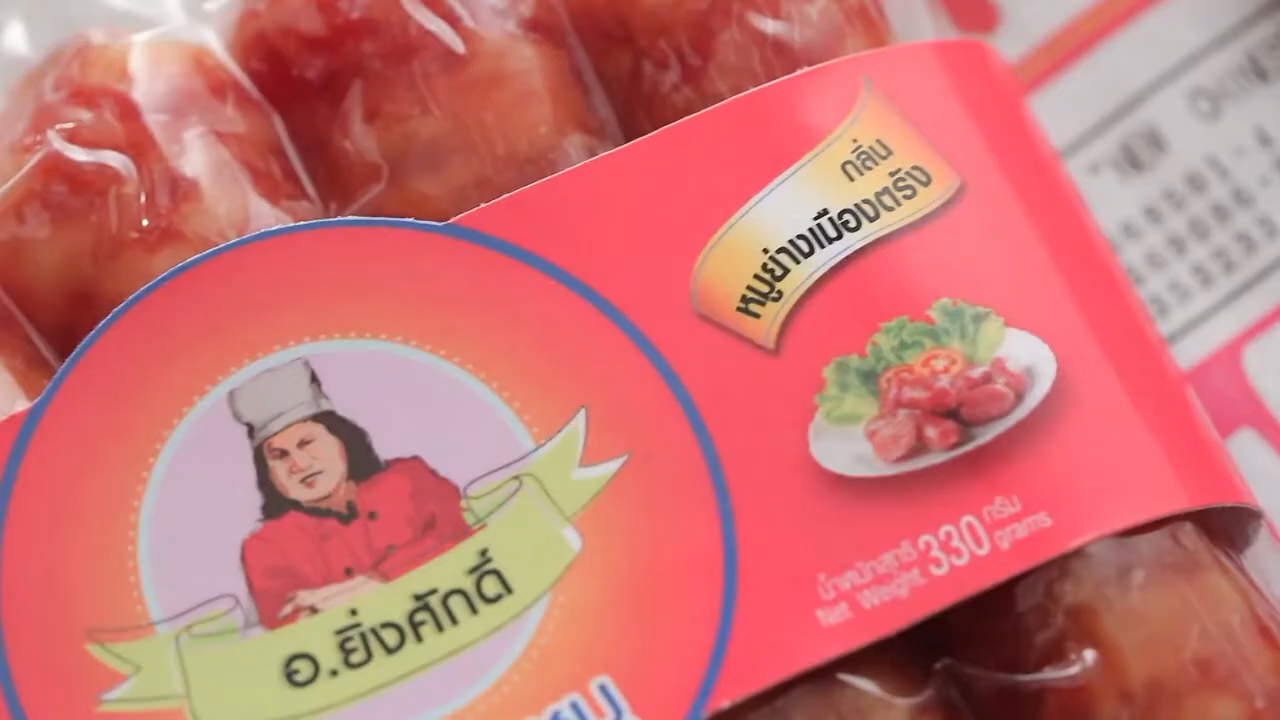 กลิ่น
หมูย่างเมืองตรัง
น้ำหนักสุทธิ 330 กรัม
Net Weight grams
อ.ยิ่งศักดิ์